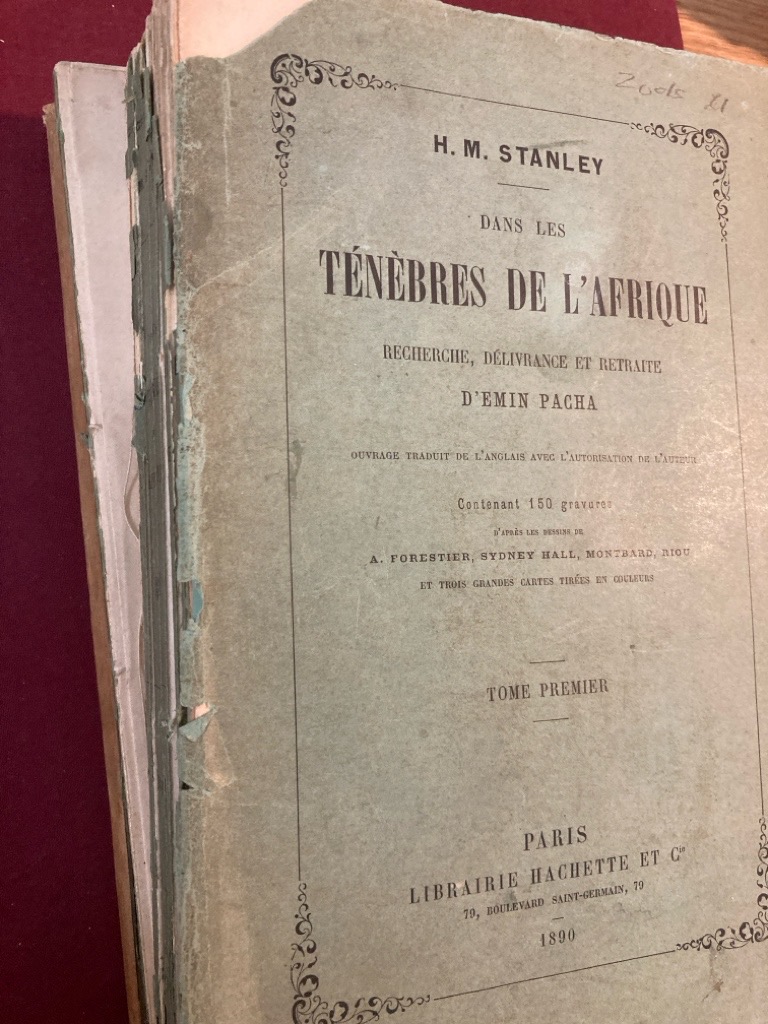 H. M. STANLEY
DANS LES
TÉNÈBRES DE L'AFRIQUE
RECHERCHE, DÉLIVRANCE ET RETRAITE
D'EMIN PACHA
OUVRAGE TRADUIT DE L'ANGLAIS AVEC L'AUTORISATION DE L'AUTEUR
Contenant 150 gravures
D'APRÈS LES DESSINS DE
A. FORESTIER, SYDNEY HALL, MONTBARD, RIOU
ET TROIS GRANDES CARTES TIRÉES EN COULEURS
TOME PREMIER
PARIS
LIBRAIRIE HACHETTE ET Cie
79, BOULEVARD SAINT-GERMAIN, 79
1890